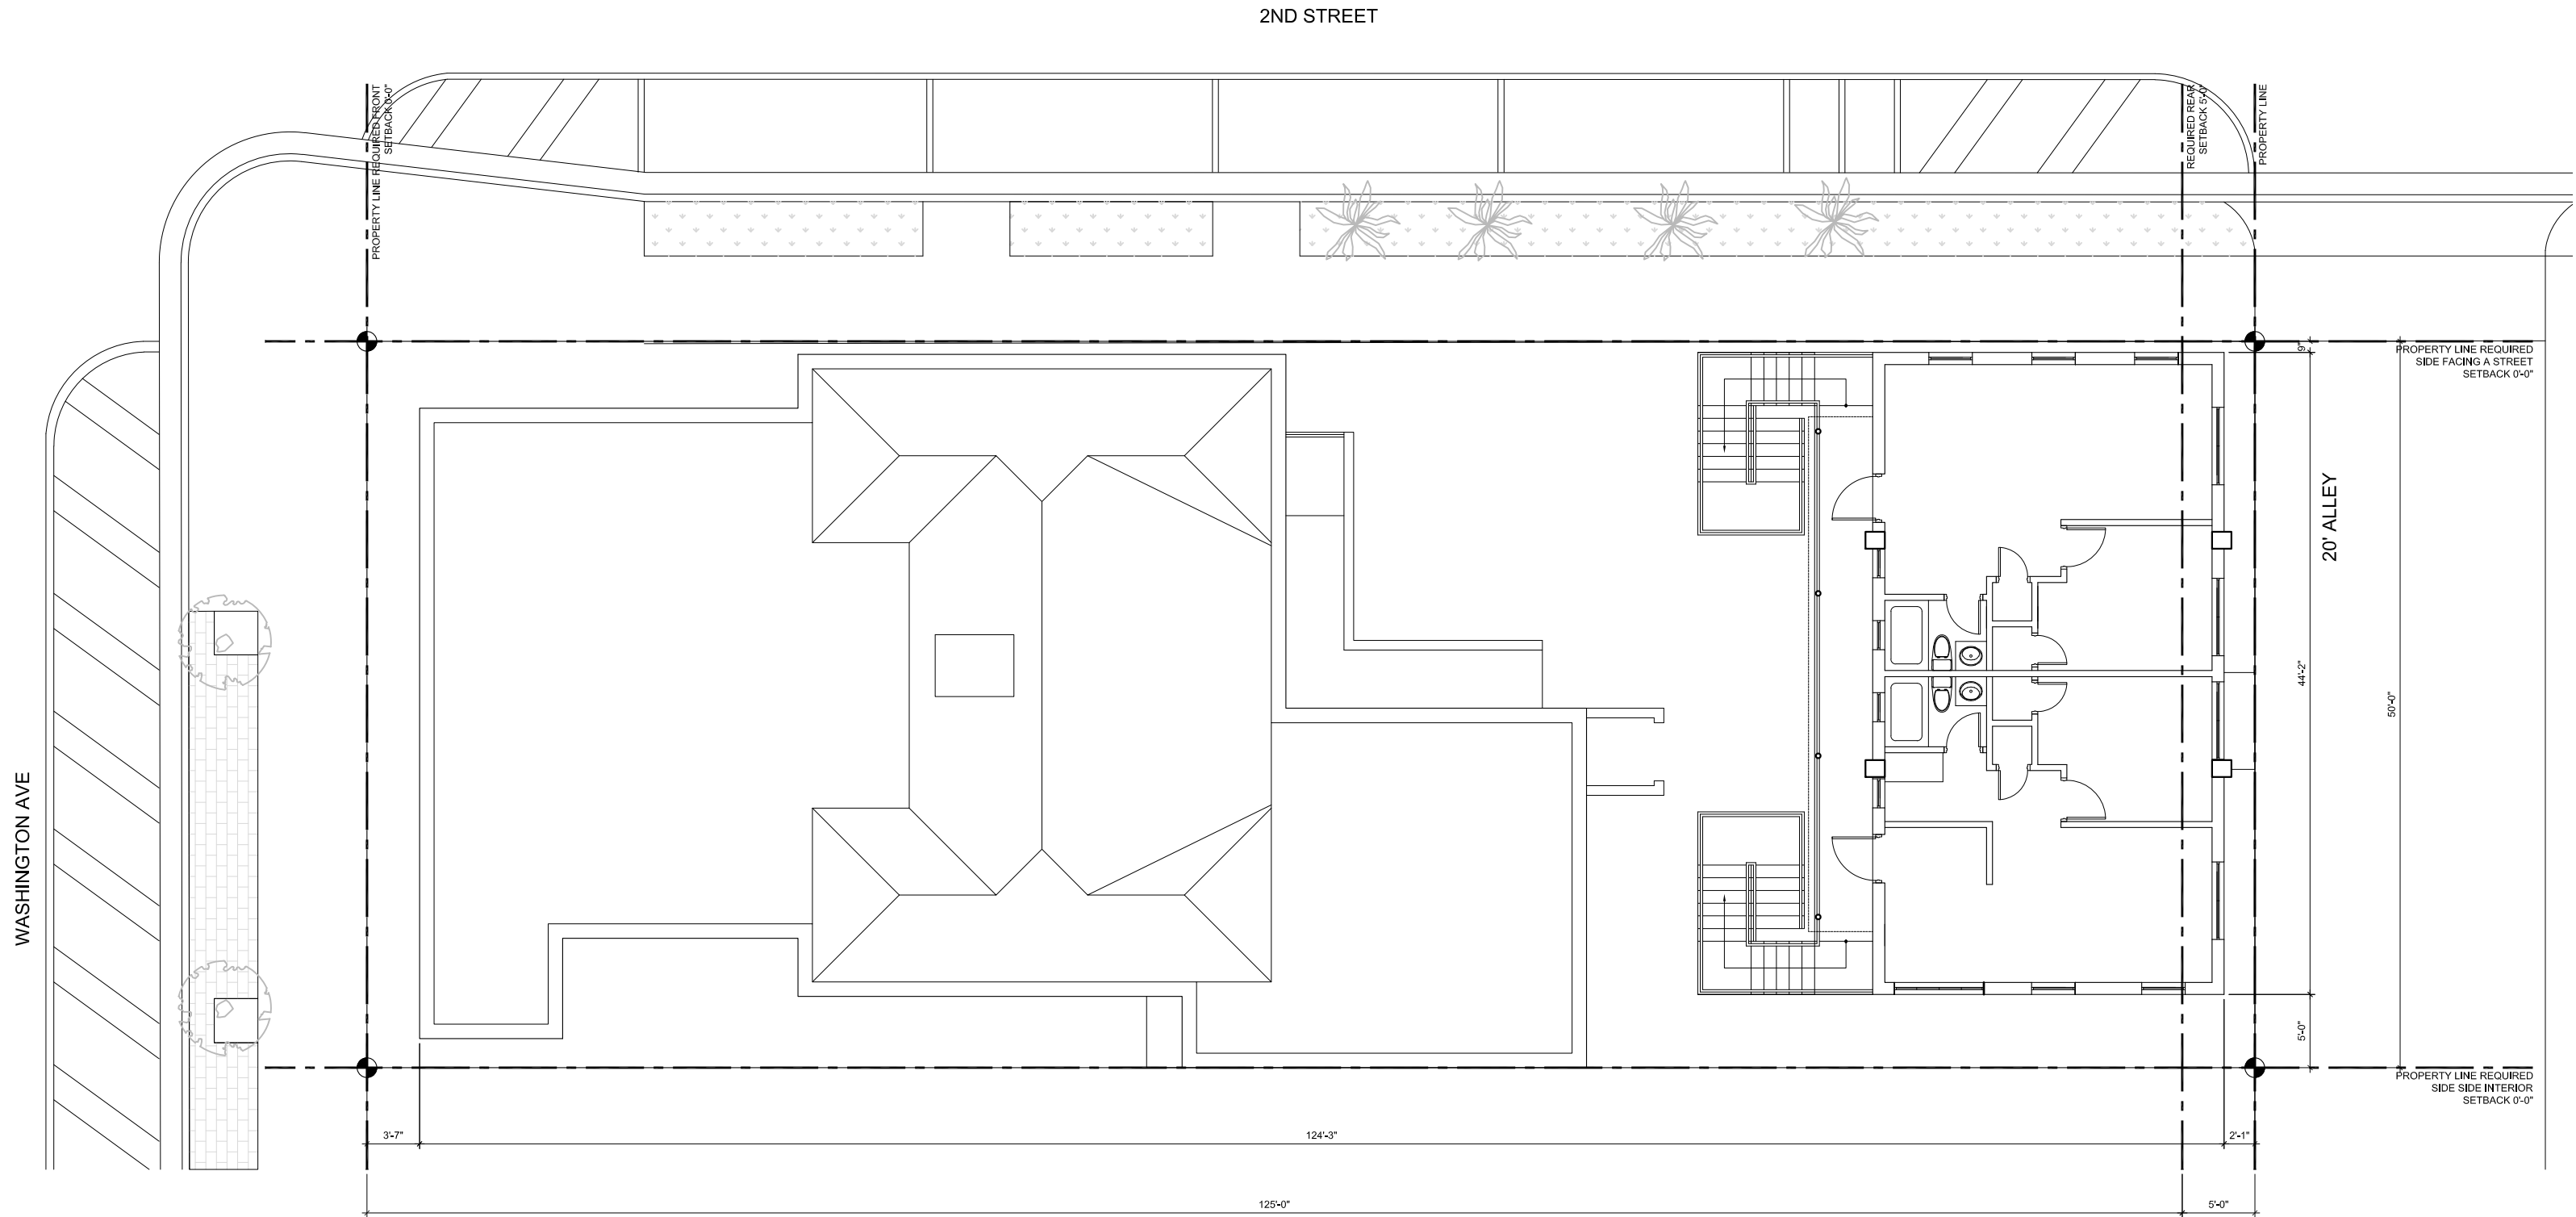 2ND STREET
PROPERTY LINE REQUIRED FRONT
SETBACK 0'-0"
REQUIRED REAR
SETBACK 5'-0"
PROPERTY LINE
9"
PROPERTY LINE REQUIRED
SIDE FACING A STREET
SETBACK 0'-0"
20' ALLEY
44'-2"
50'-0"
WASHINGTON AVE
5'-0"
PROPERTY LINE REQUIRED
SIDE SIDE INTERIOR
SETBACK 0'-0"
3'-7"
124'-3"
2'-1"
125'-0"
5'-0"